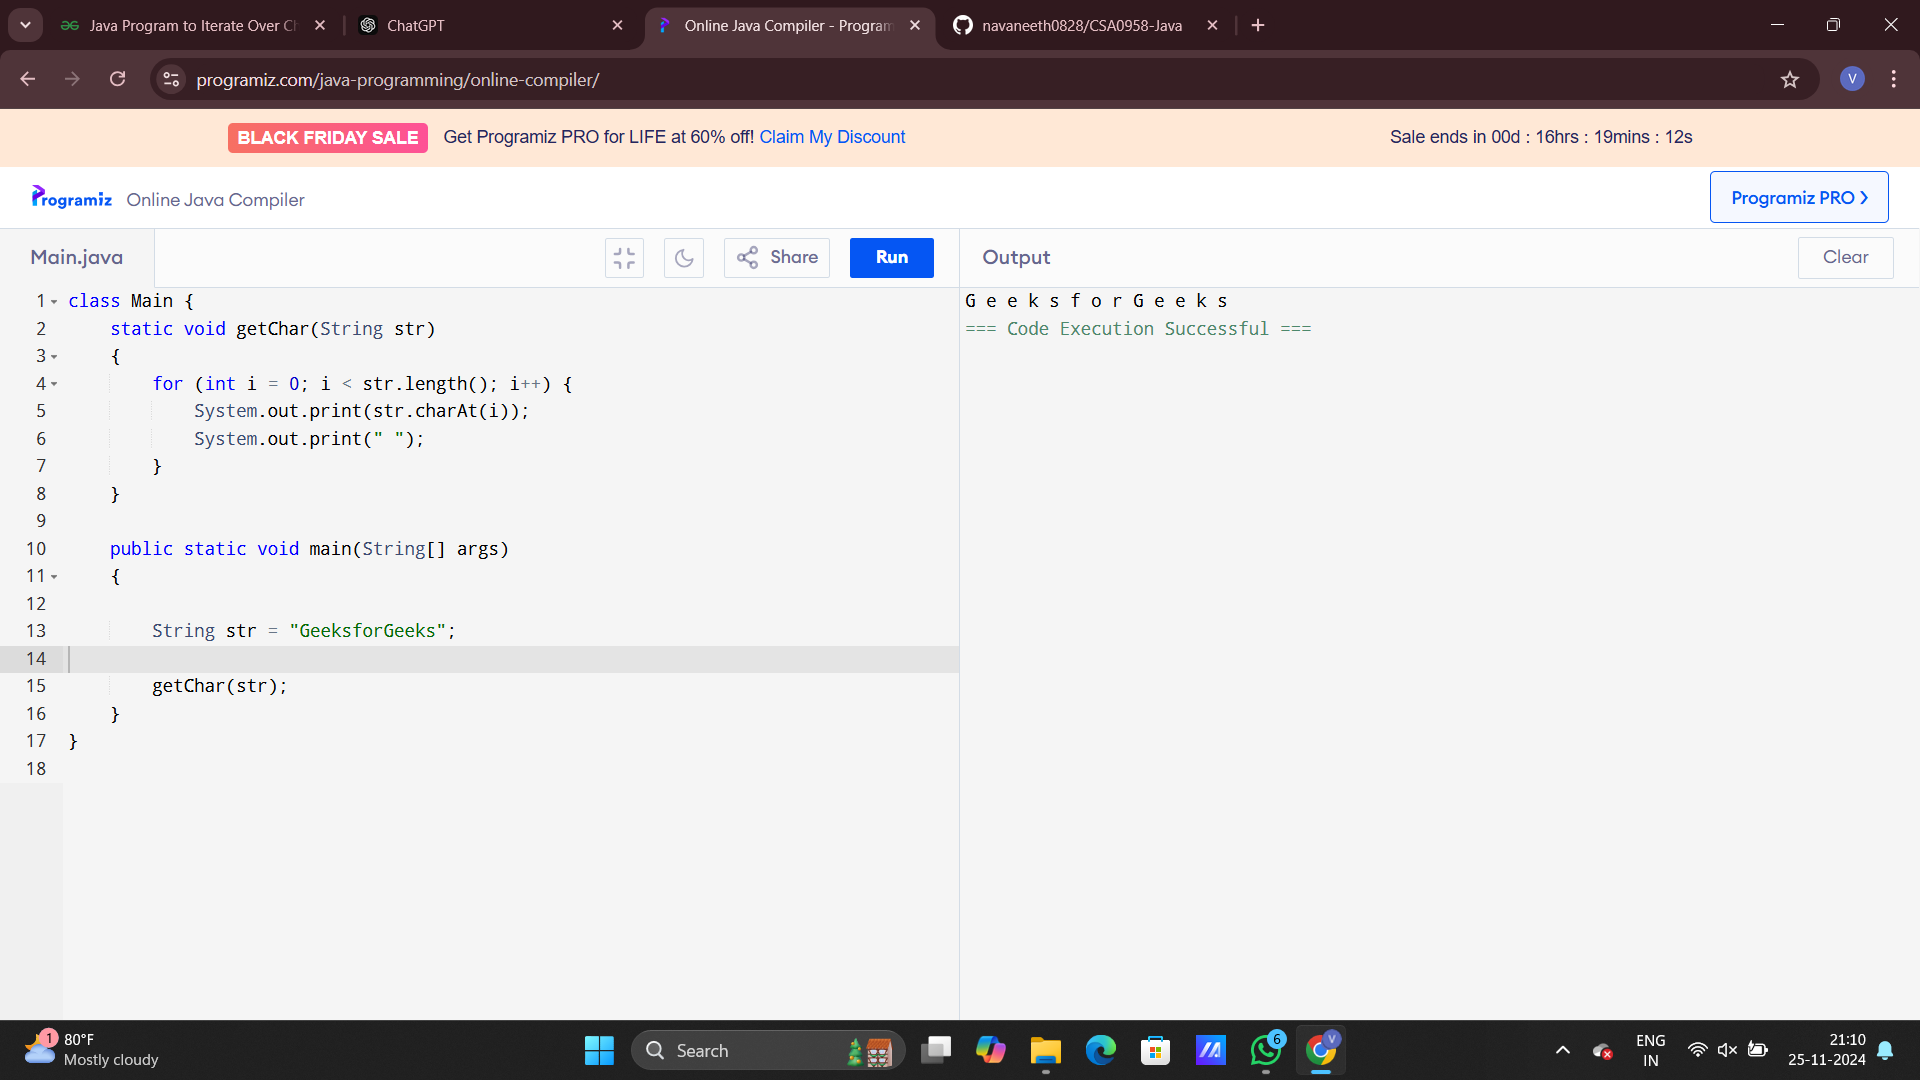 Java Program to Iterate Over Ch
ChatGPT
Online Java Compiler - Program
navaneeth0828/CSA0958-Java
programiz.com/java-programming/online-compiler/
V
BLACK FRIDAY SALE Get Programiz PRO for LIFE at 60% off! Claim My Discount
Sale ends in 00d : 16hrs : 19mins : 12s
Programiz Online Java Compiler
Programiz PRO
Main.java
Share
Run
Output
Clear
1 class Main {
2 static void getChar(String str)
3 {
4 for (int i = 0; i < str.length(); i++) {
5 System.out.print(str.charAt(i));
6 System.out.print(" ");
7 }
8 }
9
10 public static void main(String[] args)
11 {
12
13 String str = "GeeksforGeeks";
14
15 getChar(str);
16 }
17 }
18
G e e k s f o r G e e k s
=== Code Execution Successful ===
1
80°F
Mostly cloudy
Search
6
V
ENG
IN
21:10
25-11-2024